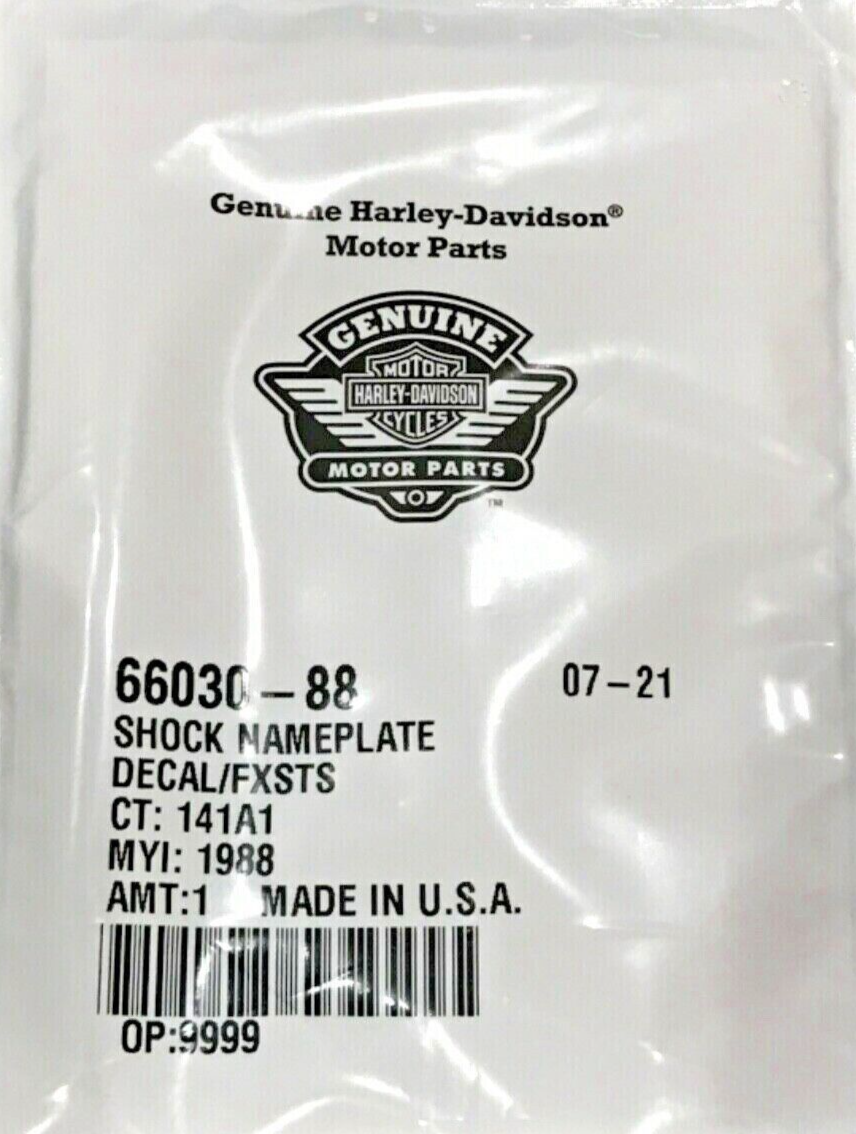 Genuine Harley-Davidson®
Motor Parts
GENUINE
MOTOR
HARLEY-DAVIDSON
CYCLES
MOTOR PARTS
™
66030-88 07-21
SHOCK NAMEPLATE
DECAL/FXSTS
CT: 141A1
MYI: 1988
AMT:1 MADE IN U.S.A.
OP:9999